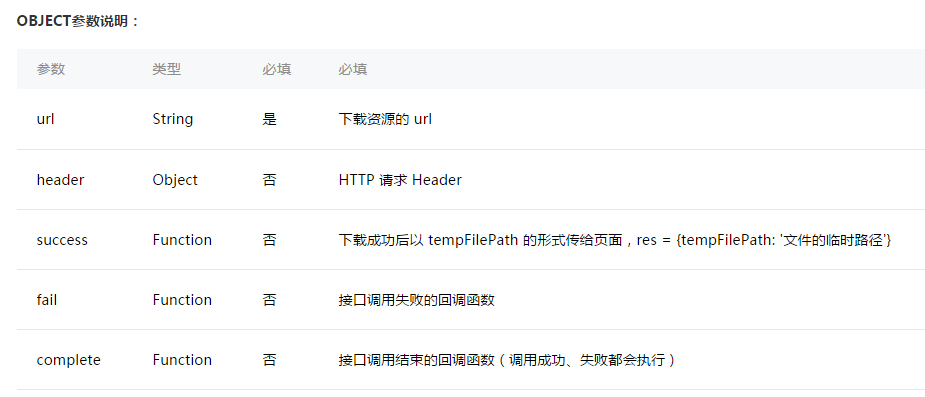 OBJECT参数说明：
参数 类型 必填 必填
url String 是 下载资源的 url
header Object 否 HTTP 请求 Header
success Function 否 下载成功后以 tempFilePath 的形式传给页面，res = {tempFilePath: '文件的临时路径'}
fail Function 否 接口调用失败的回调函数
complete Function 否 接口调用结束的回调函数（调用成功、失败都会执行）